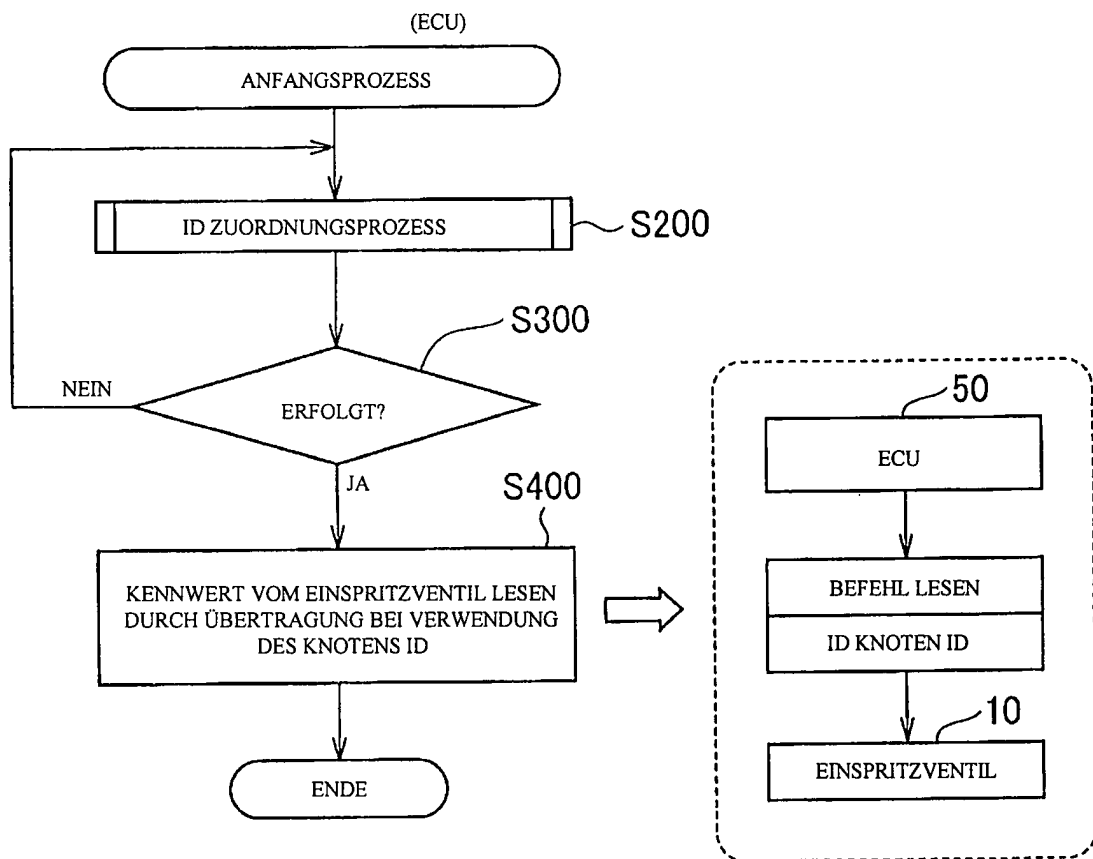 (ECU)
ANFANGSPROZESS
ID ZUORDNUNGSPROZESS
S200
S300
NEIN
ERFOLGT?
JA
S400
KENNWERT VOM EINSPRITZVENTIL LESEN
DURCH ÜBERTRAGUNG BEI VERWENDUNG
DES KNOTENS ID
ENDE
50
ECU
BEFEHL LESEN
ID KNOTEN ID
10
EINSPRITZVENTIL